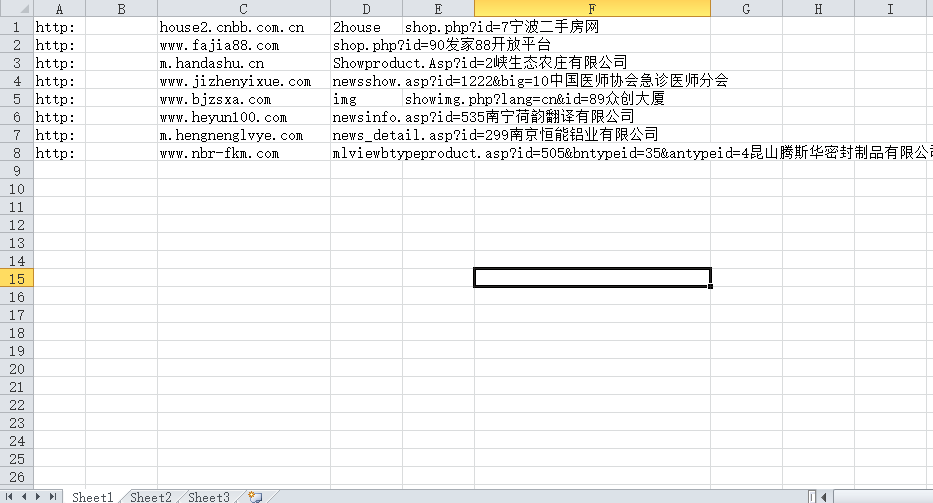 A B C D E F G H I
1 http: house2.cnbb.com.cn 2house shop.php?id=7宁波二手房网
2 http: www.fajia88.com shop.php?id=90发家88开放平台
3 http: m.handashu.cn Showproduct.Asp?id=2峡生态农庄有限公司
4 http: www.jizhenyixue.com newsshow.asp?id=1222&big=10中国医师协会急诊医师分会
5 http: www.bjzsxa.com img showimg.php?lang=cn&id=89众创大厦
6 http: www.heyun100.com newsinfo.asp?id=535南宁荷韵翻译有限公司
7 http: m.hengnenglvye.com news_detail.asp?id=299南京恒能铝业有限公司
8 http: www.nbr-fkm.com mlviewbtypeproduct.asp?id=505&bntypeid=35&antypeid=4昆山腾斯华密封制品有限公司
9
10
11
12
13
14
15
16
17
18
19
20
21
22
23
24
25
26
Sheet1 Sheet2 Sheet3